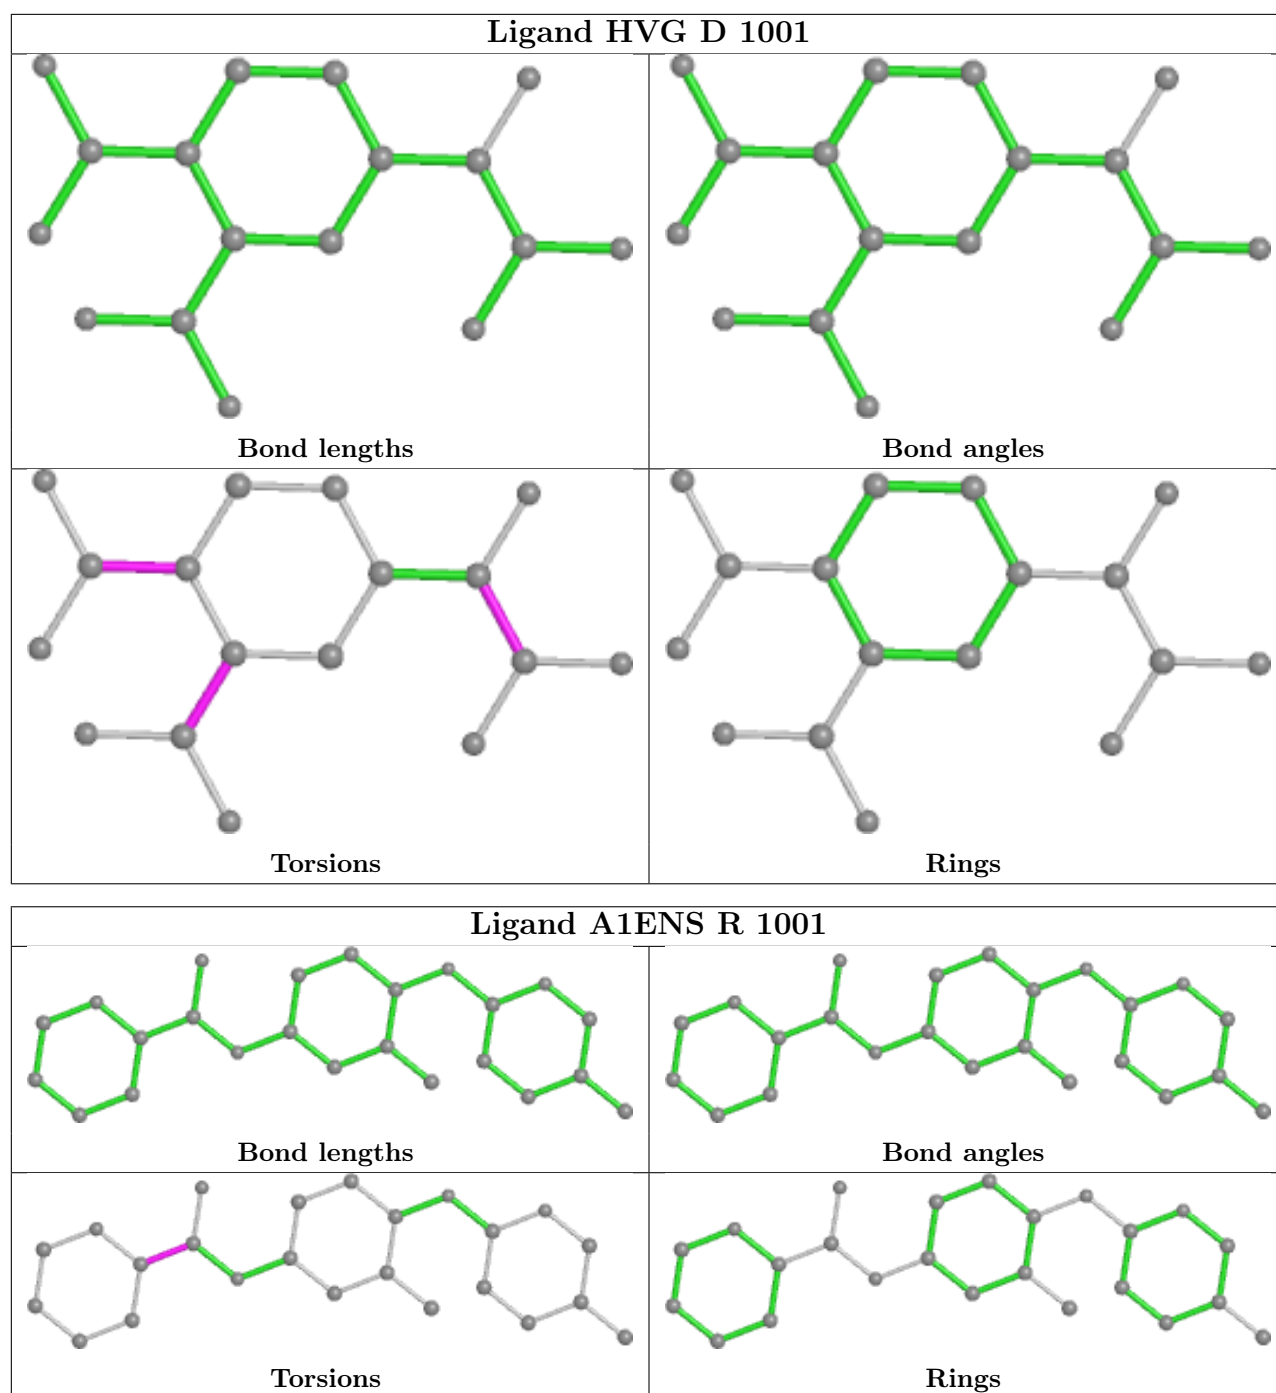 Ligand HVG D 1001
Bond lengths
Bond angles
Torsions
Rings
Ligand A1ENS R 1001
Bond lengths
Bond angles
Torsions
Rings